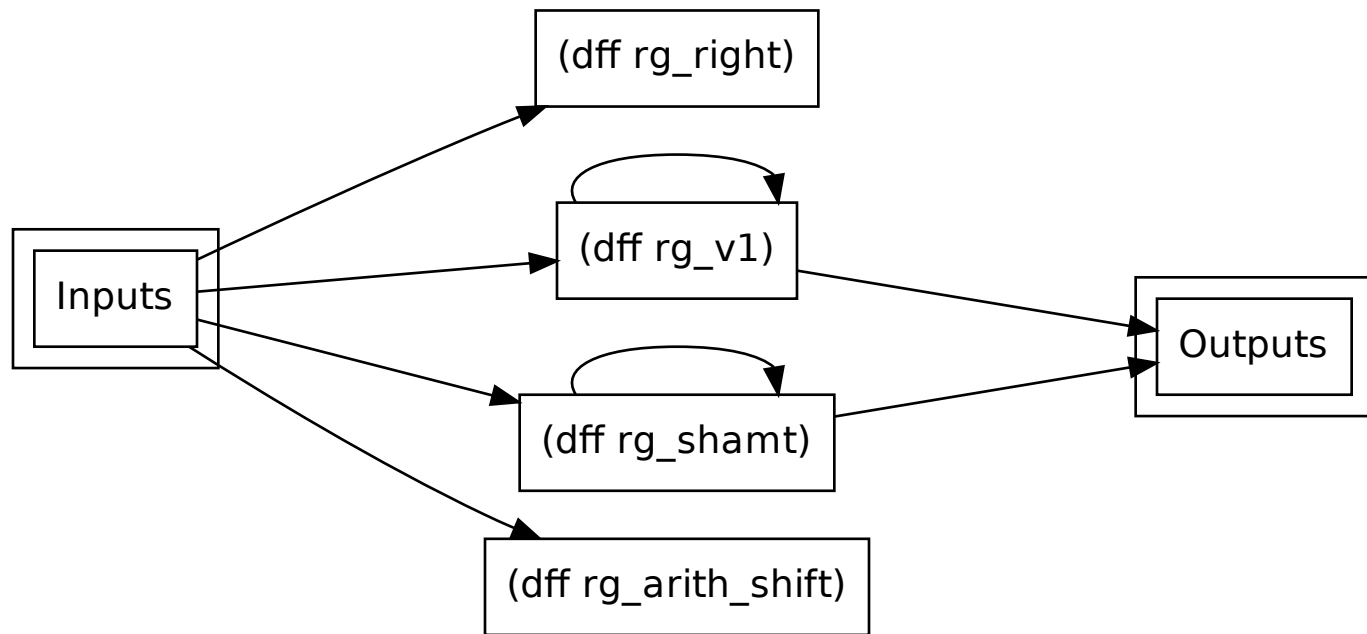 (dff rg_right)
(dff rg_v1)
Inputs
Outputs
(dff rg_shamt)
(dff rg_arith_shift)